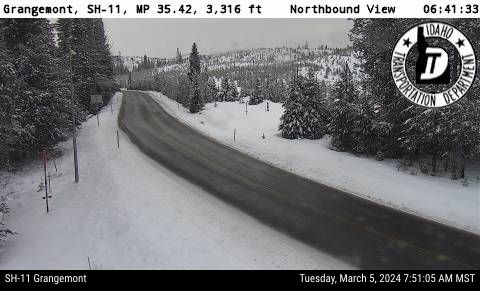 Grangemont, SH-11, MP 35.42, 3,316 ft Northbound View 06:41:33
IDAHO
TRANSPORTATION DEPARTMENT
SH-11 Grangemont Tuesday, March 5, 2024 7:51:05 AM MST